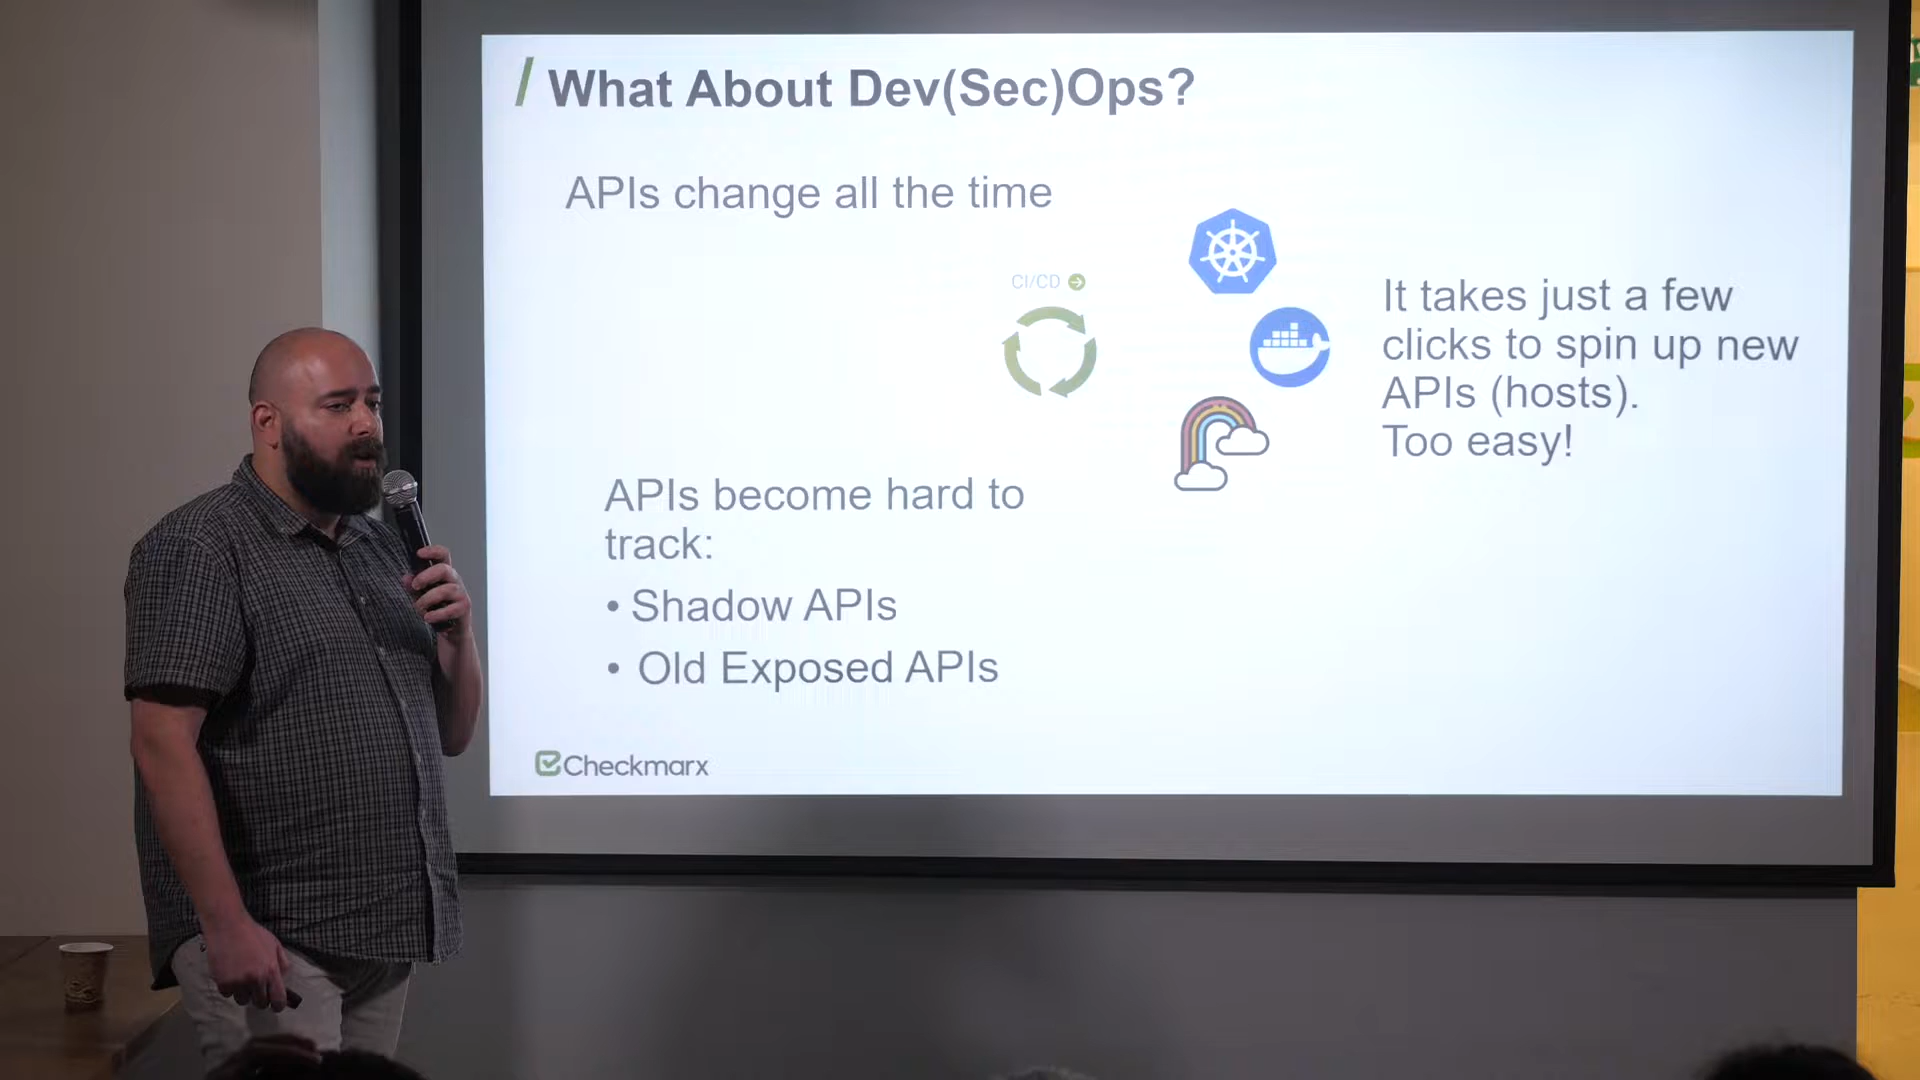 What About Dev(Sec)Ops?
APIs change all the time
CI/CD
It takes just a few
clicks to spin up new
APIs (hosts).
Too easy!
APIs become hard to
track:
• Shadow APIs
• Old Exposed APIs
Checkmarx